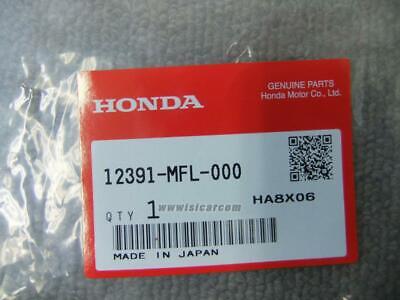 GENUINE PARTS
HONDA
Honda Motor Co., Ltd.
12391-MFL-000
HA8X06
wwwisicarcom
QTY 1
MADE IN JAPAN